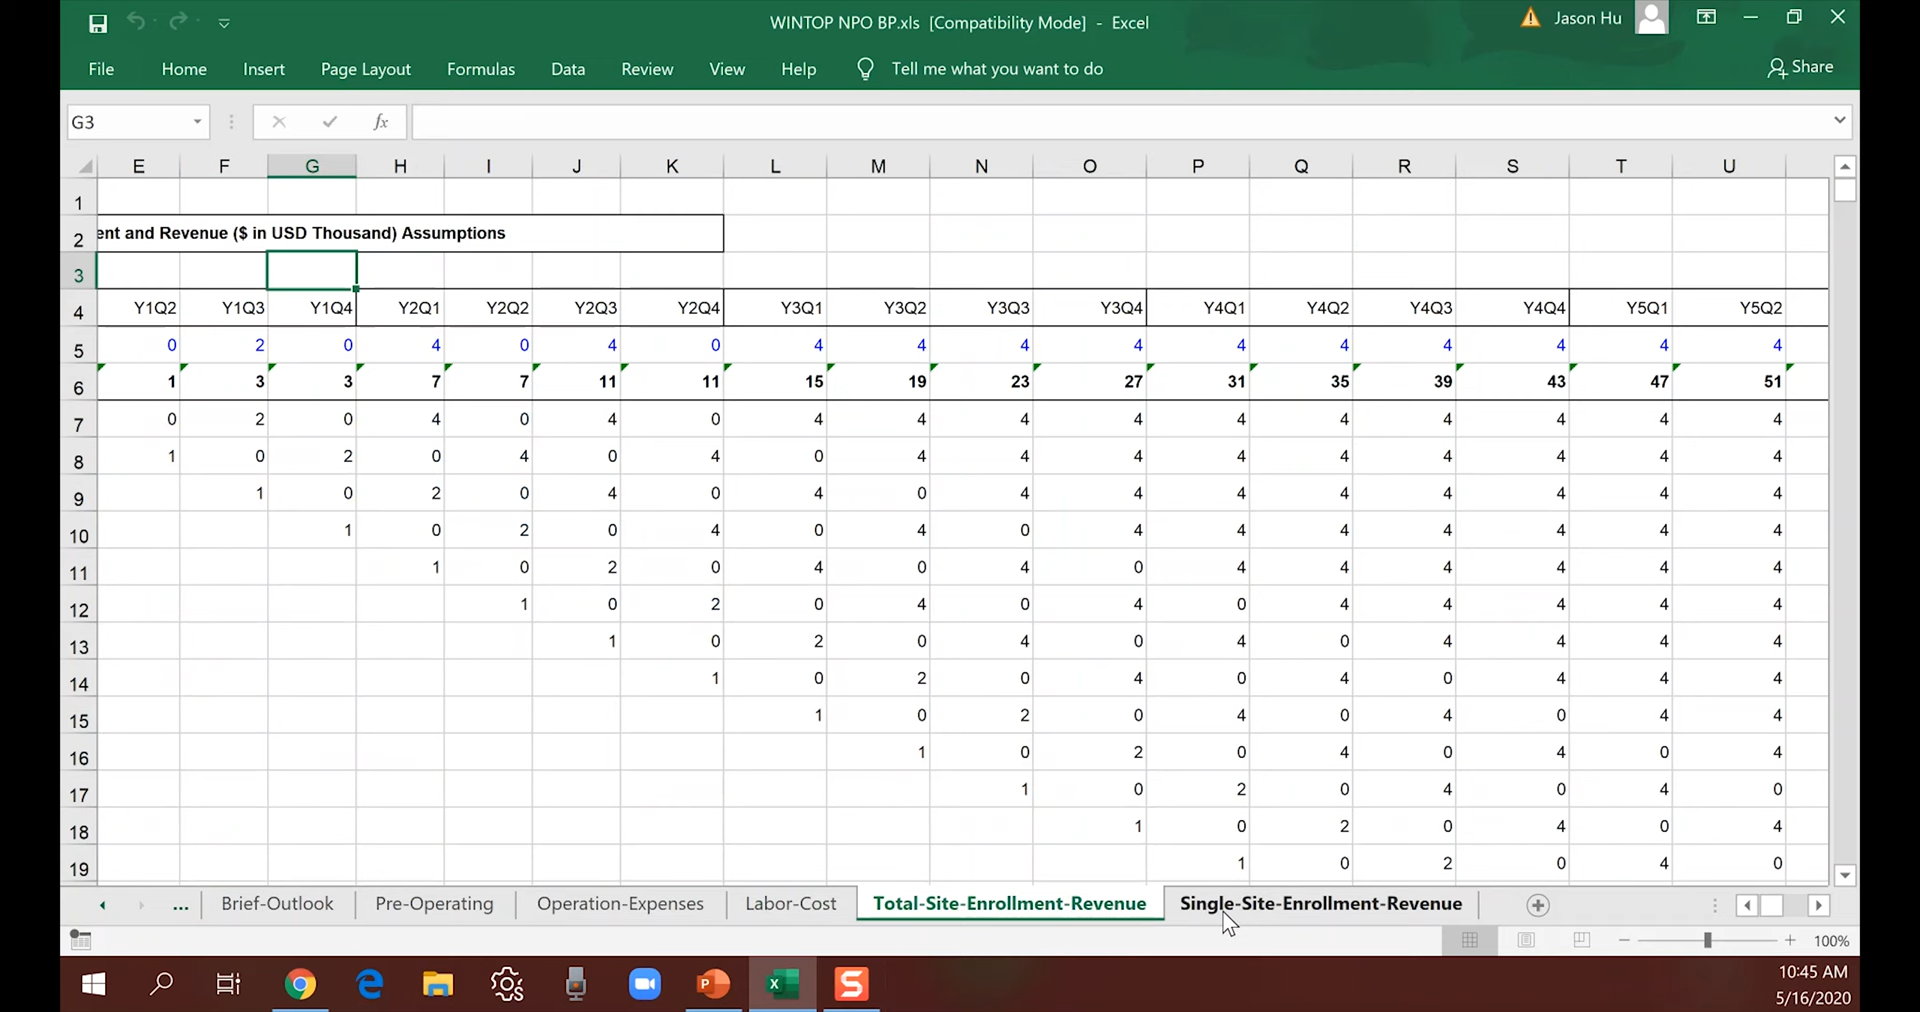 WINTOP NPO BP.xls [Compatibility Mode] - Excel
Jason Hu
File Home Insert Page Layout Formulas Data Review View Help Tell me what you want to do Share
G3 fx
E F G H I J K L M N O P Q R S T U
1
2 ent and Revenue ($ in USD Thousand) Assumptions
3
4 Y1Q2 Y1Q3 Y1Q4 Y2Q1 Y2Q2 Y2Q3 Y2Q4 Y3Q1 Y3Q2 Y3Q3 Y3Q4 Y4Q1 Y4Q2 Y4Q3 Y4Q4 Y5Q1 Y5Q2
5 0 2 0 4 0 4 0 4 4 4 4 4 4 4 4 4 4
6 1 3 3 7 7 11 11 15 19 23 27 31 35 39 43 47 51
7 0 2 0 4 0 4 0 4 4 4 4 4 4 4 4 4 4
8 1 0 2 0 4 0 4 0 4 4 4 4 4 4 4 4 4
9 1 0 2 0 4 0 4 0 4 4 4 4 4 4 4 4
10 1 0 2 0 4 0 4 0 4 4 4 4 4 4 4
11 1 0 2 0 4 0 4 0 4 4 4 4 4 4
12 1 0 2 0 4 0 4 0 4 4 4 4 4
13 1 0 2 0 4 0 4 0 4 4 4 4
14 1 0 2 0 4 0 4 0 4 4 4
15 1 0 2 0 4 0 4 0 4 4
16 1 0 2 0 4 0 4 0 4
17 1 0 2 0 4 0 4 0
18 1 0 2 0 4 0 4
19 1 0 2 0 4 0
... Brief-Outlook Pre-Operating Operation-Expenses Labor-Cost Total-Site-Enrollment-Revenue Single-Site-Enrollment-Revenue
100%
10:45 AM
5/16/2020